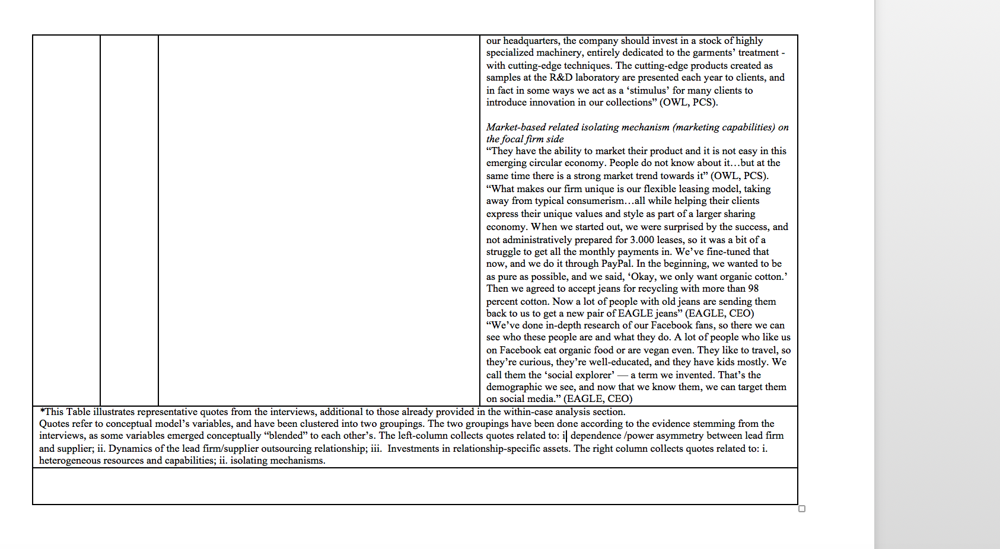 our headquarters, the company should invest in a stock of highly
specialized machinery, entirely dedicated to the garments’ treatment -
with cutting-edge techniques. The cutting-edge products created as
samples at the R&D laboratory are presented each year to clients, and
in fact in some ways we act as a ‘stimulus’ for many clients to
introduce innovation in our collections” (OWL, PCS).
Market-based related isolating mechanism (marketing capabilities) on
the focal firm side
“They have the ability to market their product and it is not easy in this
emerging circular economy. People do not know about it…but at the
same time there is a strong market trend towards it” (OWL, PCS).
“What makes our firm unique is our flexible leasing model, taking
away from typical consumerism…all while helping their clients
express their unique values and style as part of a larger sharing
economy. When we started out, we were surprised by the success, and
not administratively prepared for 3.000 leases, so it was a bit of a
struggle to get all the monthly payments in. We’ve fine-tuned that
now, and we do it through PayPal. In the beginning, we wanted to be
as pure as possible, and we said, ‘Okay, we only want organic cotton.’
Then we agreed to accept jeans for recycling with more than 98
percent cotton. Now a lot of people with old jeans are sending them
back to us to get a new pair of EAGLE jeans” (EAGLE, CEO)
“We’ve done in-depth research of our Facebook fans, so there we can
see who these people are and what they do. A lot of people who like us
on Facebook eat organic food or are vegan even. They like to travel, so
they’re curious, they’re well-educated, and they have kids mostly. We
call them the ‘social explorer’ — a term we invented. That’s the
demographic we see, and now that we know them, we can target them
on social media.” (EAGLE, CEO)
*This Table illustrates representative quotes from the interviews, additional to those already provided in the within-case analysis section.
Quotes refer to conceptual model’s variables, and have been clustered into two groupings. The two groupings have been done according to the evidence stemming from the
interviews, as some variables emerged conceptually “blended” to each other’s. The left-column collects quotes related to: i dependence /power asymmetry between lead firm
and supplier; ii. Dynamics of the lead firm/supplier outsourcing relationship; iii.  Investments in relationship-specific assets. The right column collects quotes related to: i.
heterogeneous resources and capabilities; ii. isolating mechanisms.